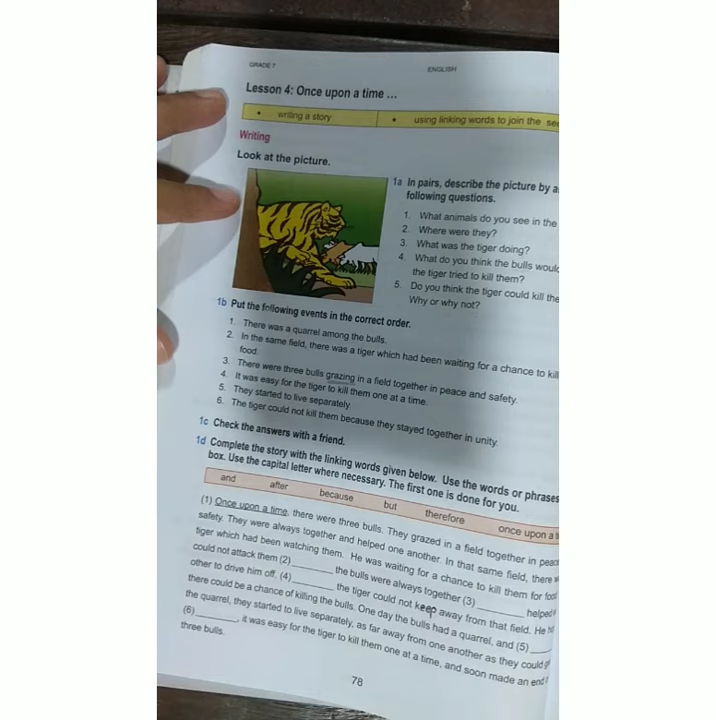 GRADE 7
ENGLISH
Lesson 4: Once upon a time ...
• writing a story
• using linking words to join the
Writing
Look at the picture.
1a In pairs, describe the picture by
following questions.
1. What animals do you see in the
2. Where were they?
3. What was the tiger doing?
4. What do you think the bulls
the tiger tried to kill them?
5. Do you think the tiger could kill the
Why or why not?
1b Put the following events in the correct order.
1. There was a quarrel among the bulls.
2. In the same field, there was a tiger which had been waiting for a chance to kill
food.
3. There were three bulls grazing in a field together in peace and safety.
4. It was easy for the tiger to kill them one at a time.
5. They started to live separately
6. The tiger could not kill them because they stayed together in unity.
1c Check the answers with a friend.
1d Complete the story with the linking words given below. Use the words or phrases
box. Use the capital letter where necessary. The first one is done for you.
and after because but therefore once upon a
(1) Once upon a time, there were three bulls. They grazed in a field together in
safety. They were always together and helped one another. In that same field, there
tiger which had been watching them. He was waiting for a chance to kill them for
could not attack them (2)_______ the bulls were always together (3)_______ helped
other to drive him off. (4)_______ the tiger could not keep away from that field. He
there could be a chance of killing the bulls. One day the bulls had a quarrel, and (5)____
the quarrel, they started to live separately, as far away from one another as they could
(6)_______, it was easy for the tiger to kill them one at a time, and soon made an end
three bulls.
78